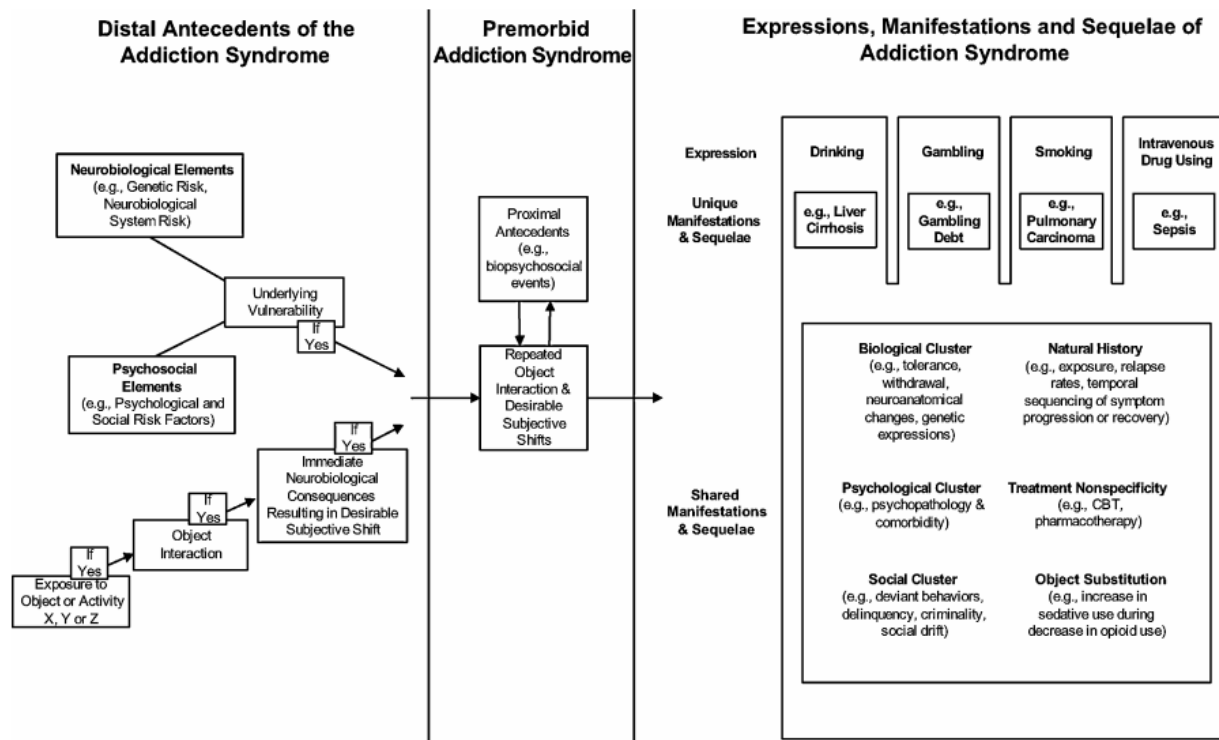 Distal Antecedents of the
Addiction Syndrome
Neurobiological Elements
(e.g., Genetic Risk,
Neurobiological
System Risk)
Underlying
Vulnerability
If
Yes
Psychosocial
Elements
(e.g., Psychological and
Social Risk Factors)
If
Yes
Immediate
Neurobiological
Consequences
Resulting in Desirable
Subjective Shift
If
Yes
Object
Interaction
If
Yes
Exposure to
Object or Activity
X, Y or Z
Premorbid
Addiction Syndrome
Proximal
Antecedents
(e.g.,
biopsychosocial
events)
Repeated
Object
Interaction &
Desirable
Subjective
Shifts
Expressions, Manifestations and Sequelae of
Addiction Syndrome
Expression
Drinking
Gambling
Smoking
Intravenous
Drug Using
Unique
Manifestations
& Sequelae
e.g., Liver
Cirrhosis
e.g.,
Gambling
Debt
e.g.,
Pulmonary
Carcinoma
e.g.,
Sepsis
Shared
Manifestations
& Sequelae
Biological Cluster
(e.g., tolerance,
withdrawal,
neuroanatomical
changes, genetic
expressions)
Natural History
(e.g., exposure, relapse
rates, temporal
sequencing of symptom
progression or recovery)
Psychological Cluster
(e.g., psychopathology &
comorbidity)
Treatment Nonspecificity
(e.g., CBT,
pharmacotherapy)
Social Cluster
(e.g., deviant behaviors,
delinquency, criminality,
social drift)
Object Substitution
(e.g., increase in
sedative use during
decrease in opioid use)